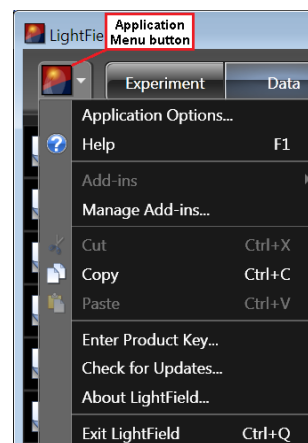 LightFie
Application
Menu button
Experiment
Data
Application Options...
Help F1
Add-ins
Manage Add-ins...
Cut Ctrl+X
Copy Ctrl+C
Paste Ctrl+V
Enter Product Key...
Check for Updates...
About LightField...
Exit LightField Ctrl+Q